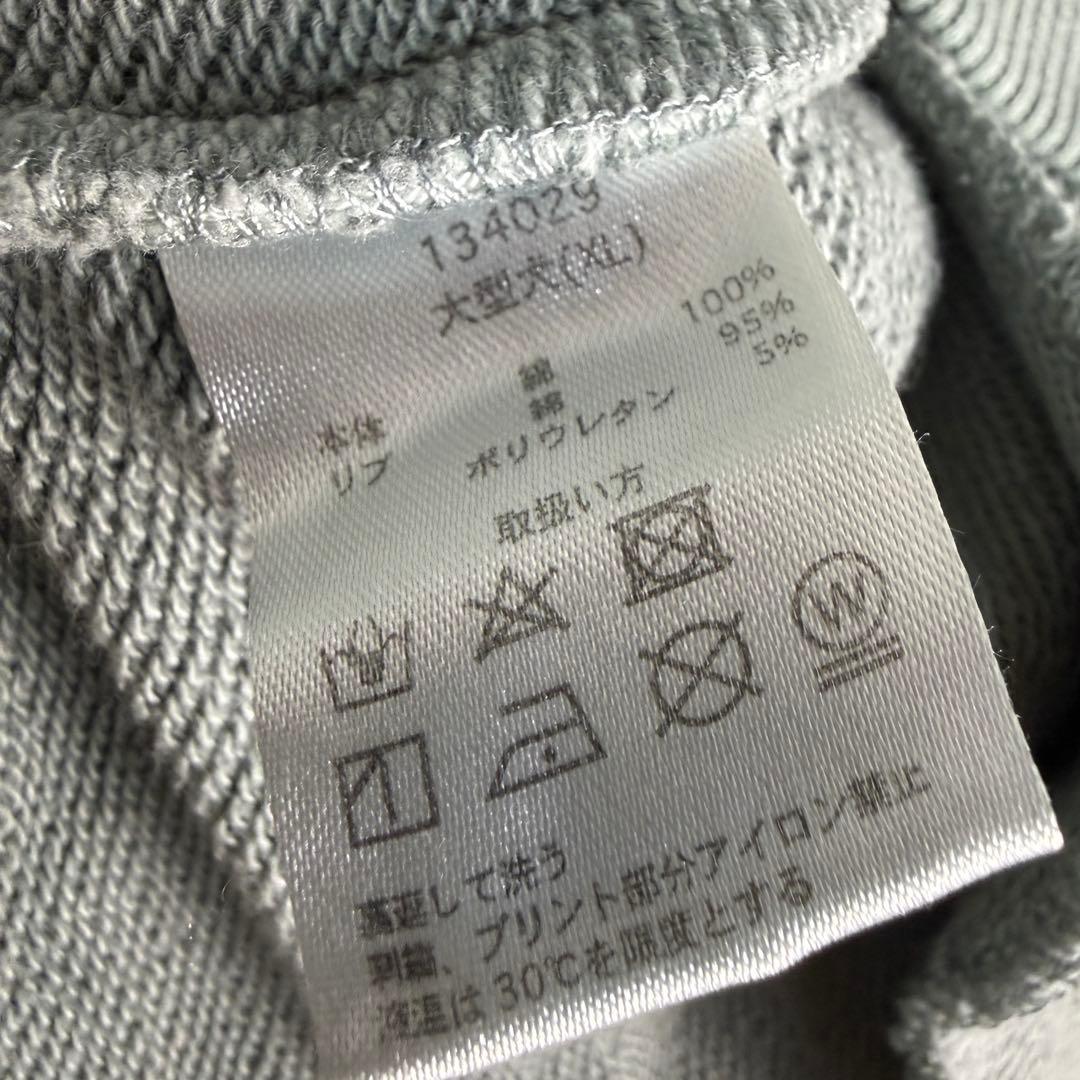 134029
大型犬(XL)
本体 綿 100%
リブ 綿 95%
ポリウレタン 5%
取扱い方
W
裏返して洗う
刺繍、プリント部分アイロン禁止
液温は30℃を限度とする